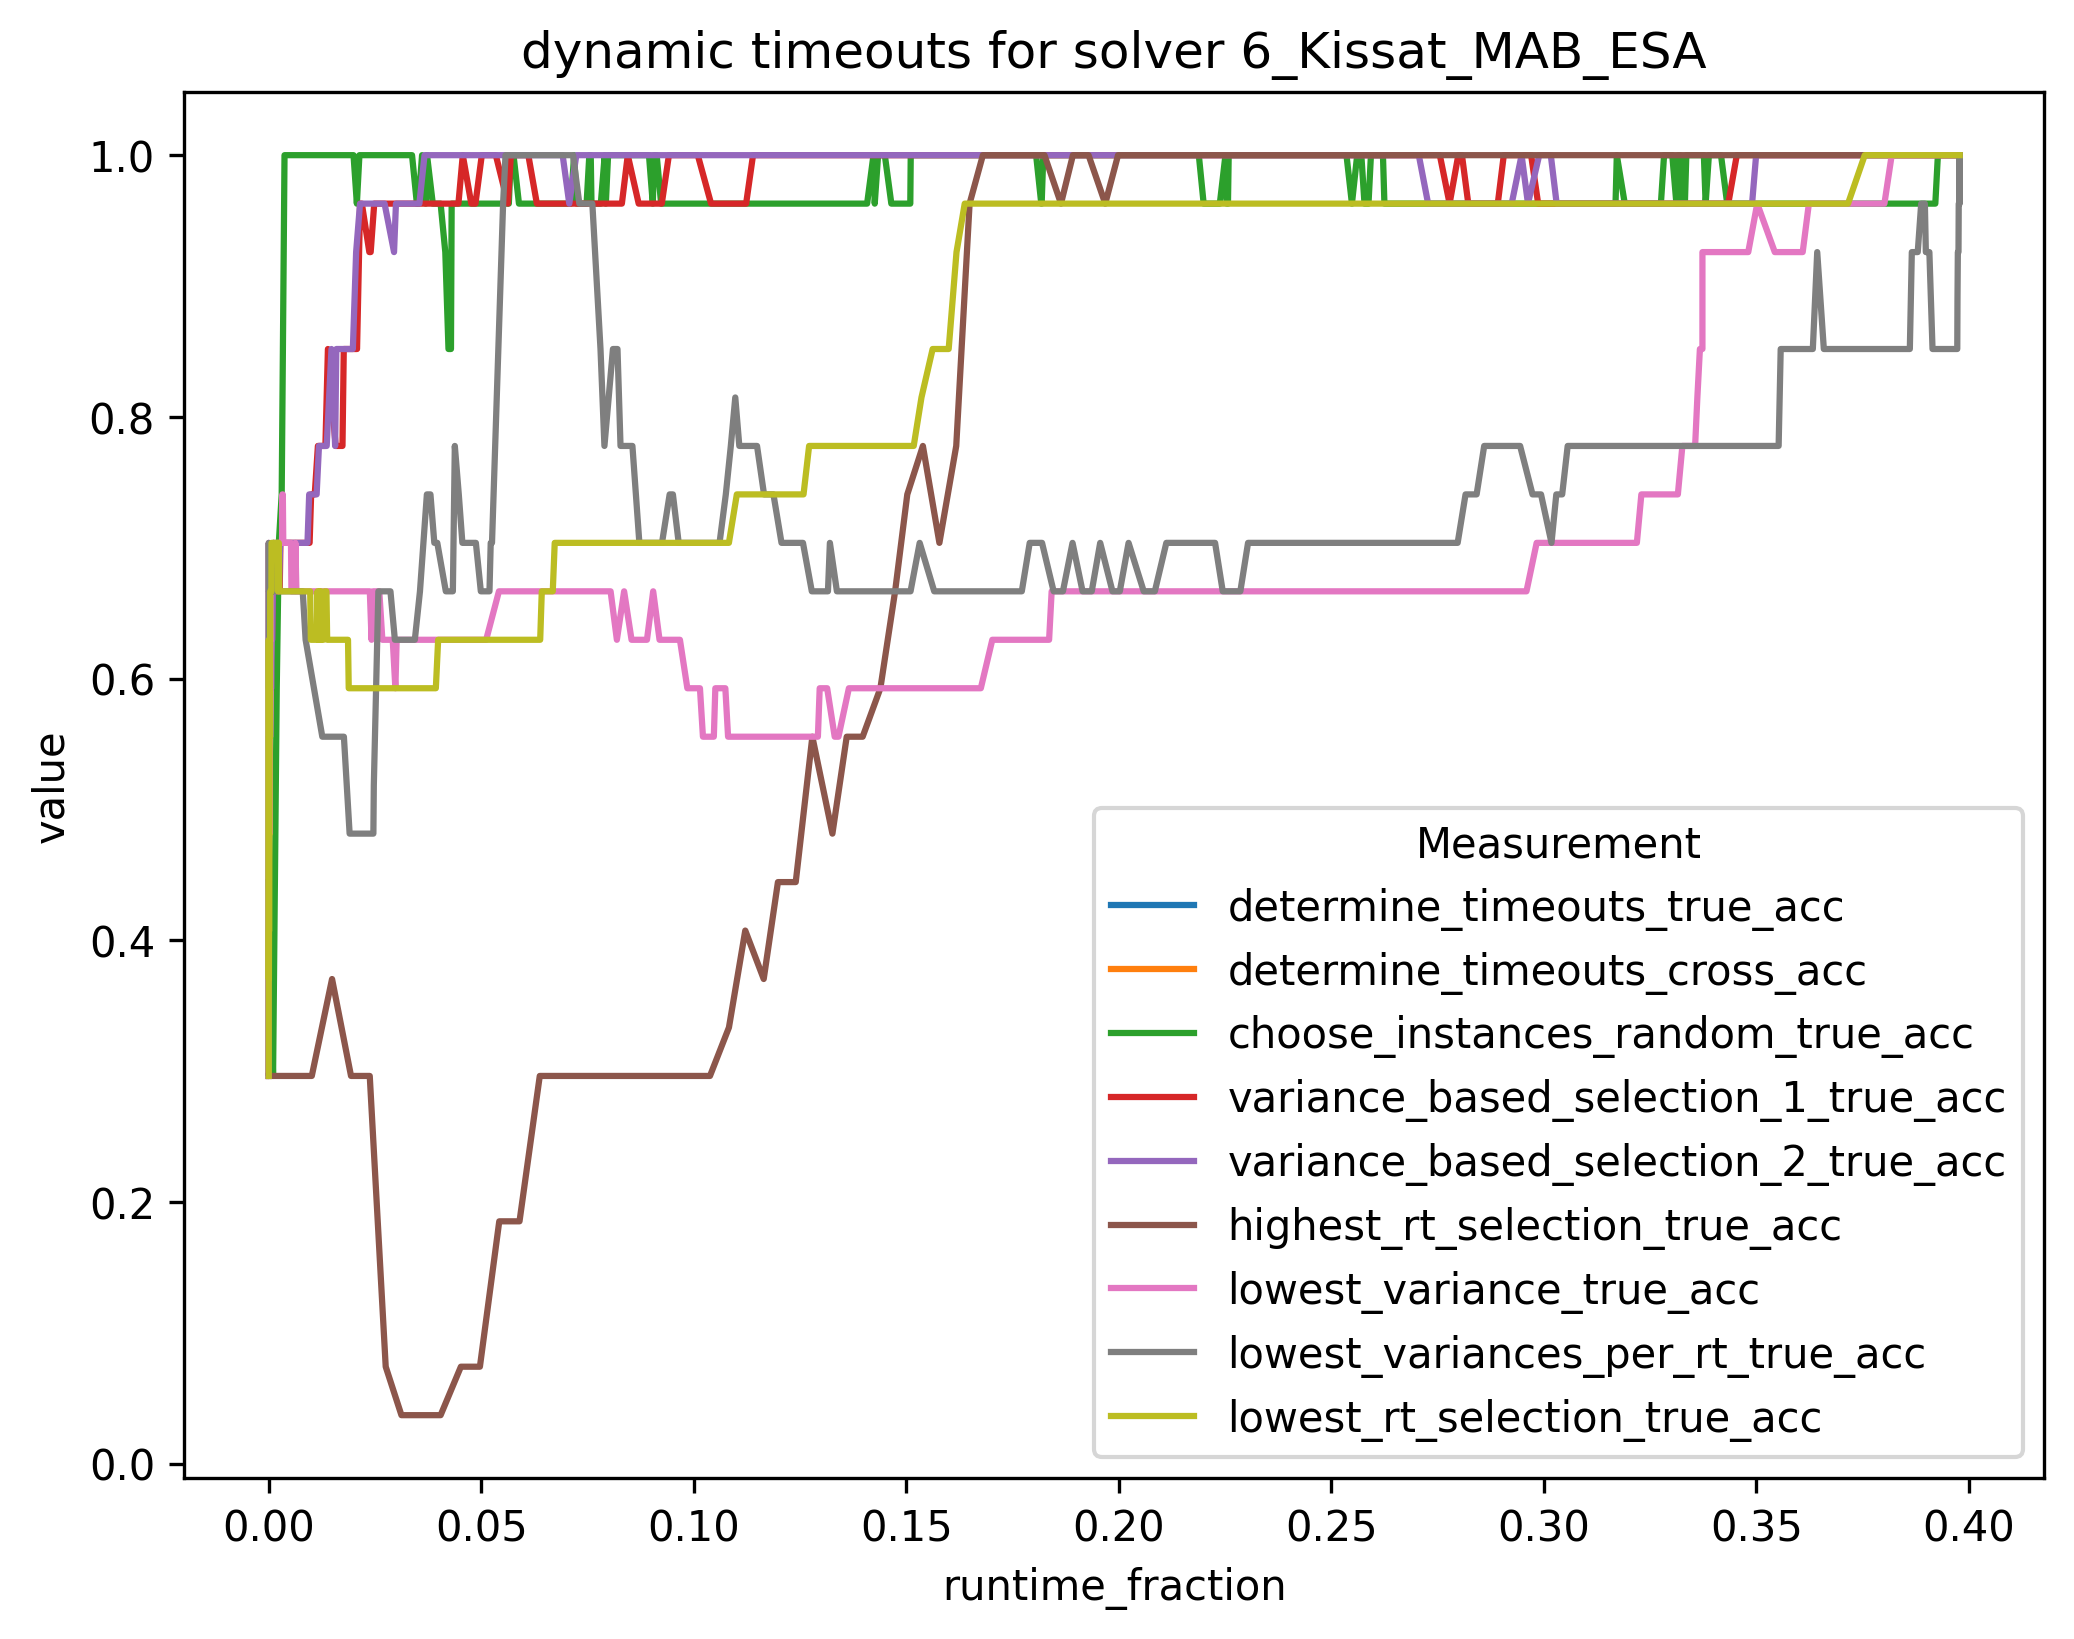 dynamic timeouts for solver 6_Kissat_MAB_ESA
1.0
0.8
0.6
0.4
0.2
0.0
value
Measurement
determine_timeouts_true_acc
determine_timeouts_cross_acc
choose_instances_random_true_acc
variance_based_selection_1_true_acc
variance_based_selection_2_true_acc
highest_rt_selection_true_acc
lowest_variance_true_acc
lowest_variances_per_rt_true_acc
lowest_rt_selection_true_acc
0.00 0.05 0.10 0.15 0.20 0.25 0.30 0.35 0.40
runtime_fraction